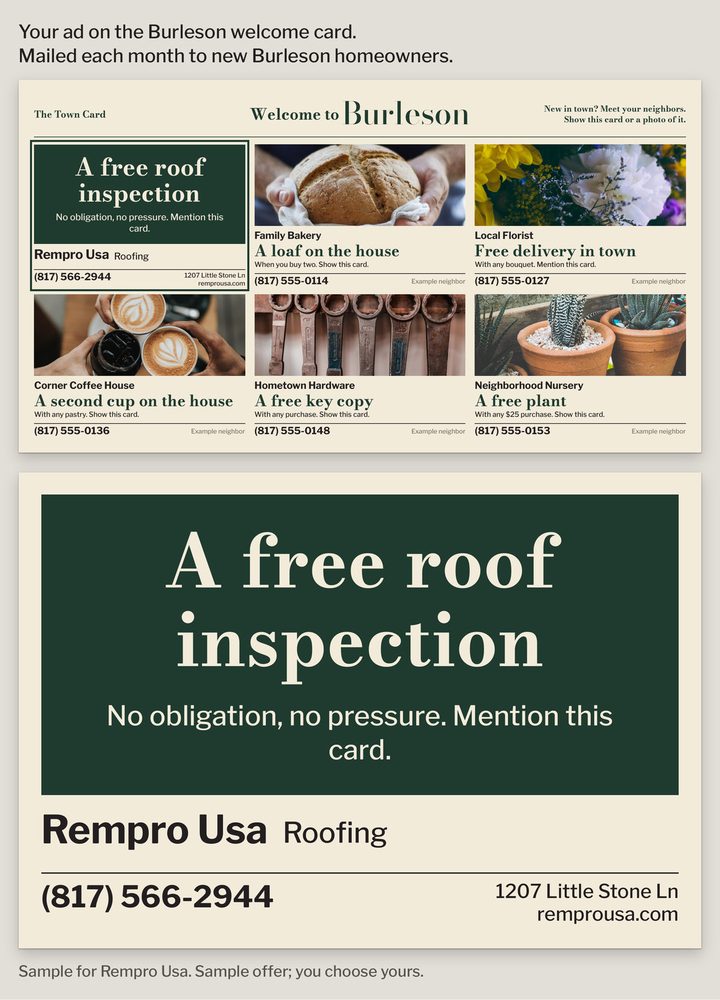 Your ad on the Burleson welcome card.
Mailed each month to new Burleson homeowners.
The Town Card
Welcome to Burleson
New in town? Meet your neighbors.
Show this card or a photo of it.
A free roof
inspection
No obligation, no pressure. Mention this
card.
Rempro Usa Roofing
(817) 566-2944
1207 Little Stone Ln
remprousa.com
Family Bakery
A loaf on the house
When you buy two. Show this card.
(817) 555-0114
Example neighbor
Local Florist
Free delivery in town
With any bouquet. Mention this card.
(817) 555-0127
Example neighbor
Corner Coffee House
A second cup on the house
With any pastry. Show this card.
(817) 555-0136
Example neighbor
Hometown Hardware
A free key copy
With any purchase. Show this card.
(817) 555-0148
Example neighbor
Neighborhood Nursery
A free plant
With any $25 purchase. Show this card.
(817) 555-0153
Example neighbor
A free roof
inspection
No obligation, no pressure. Mention this
card.
Rempro Usa Roofing
(817) 566-2944
1207 Little Stone Ln
remprousa.com
Sample for Rempro Usa. Sample offer; you choose yours.